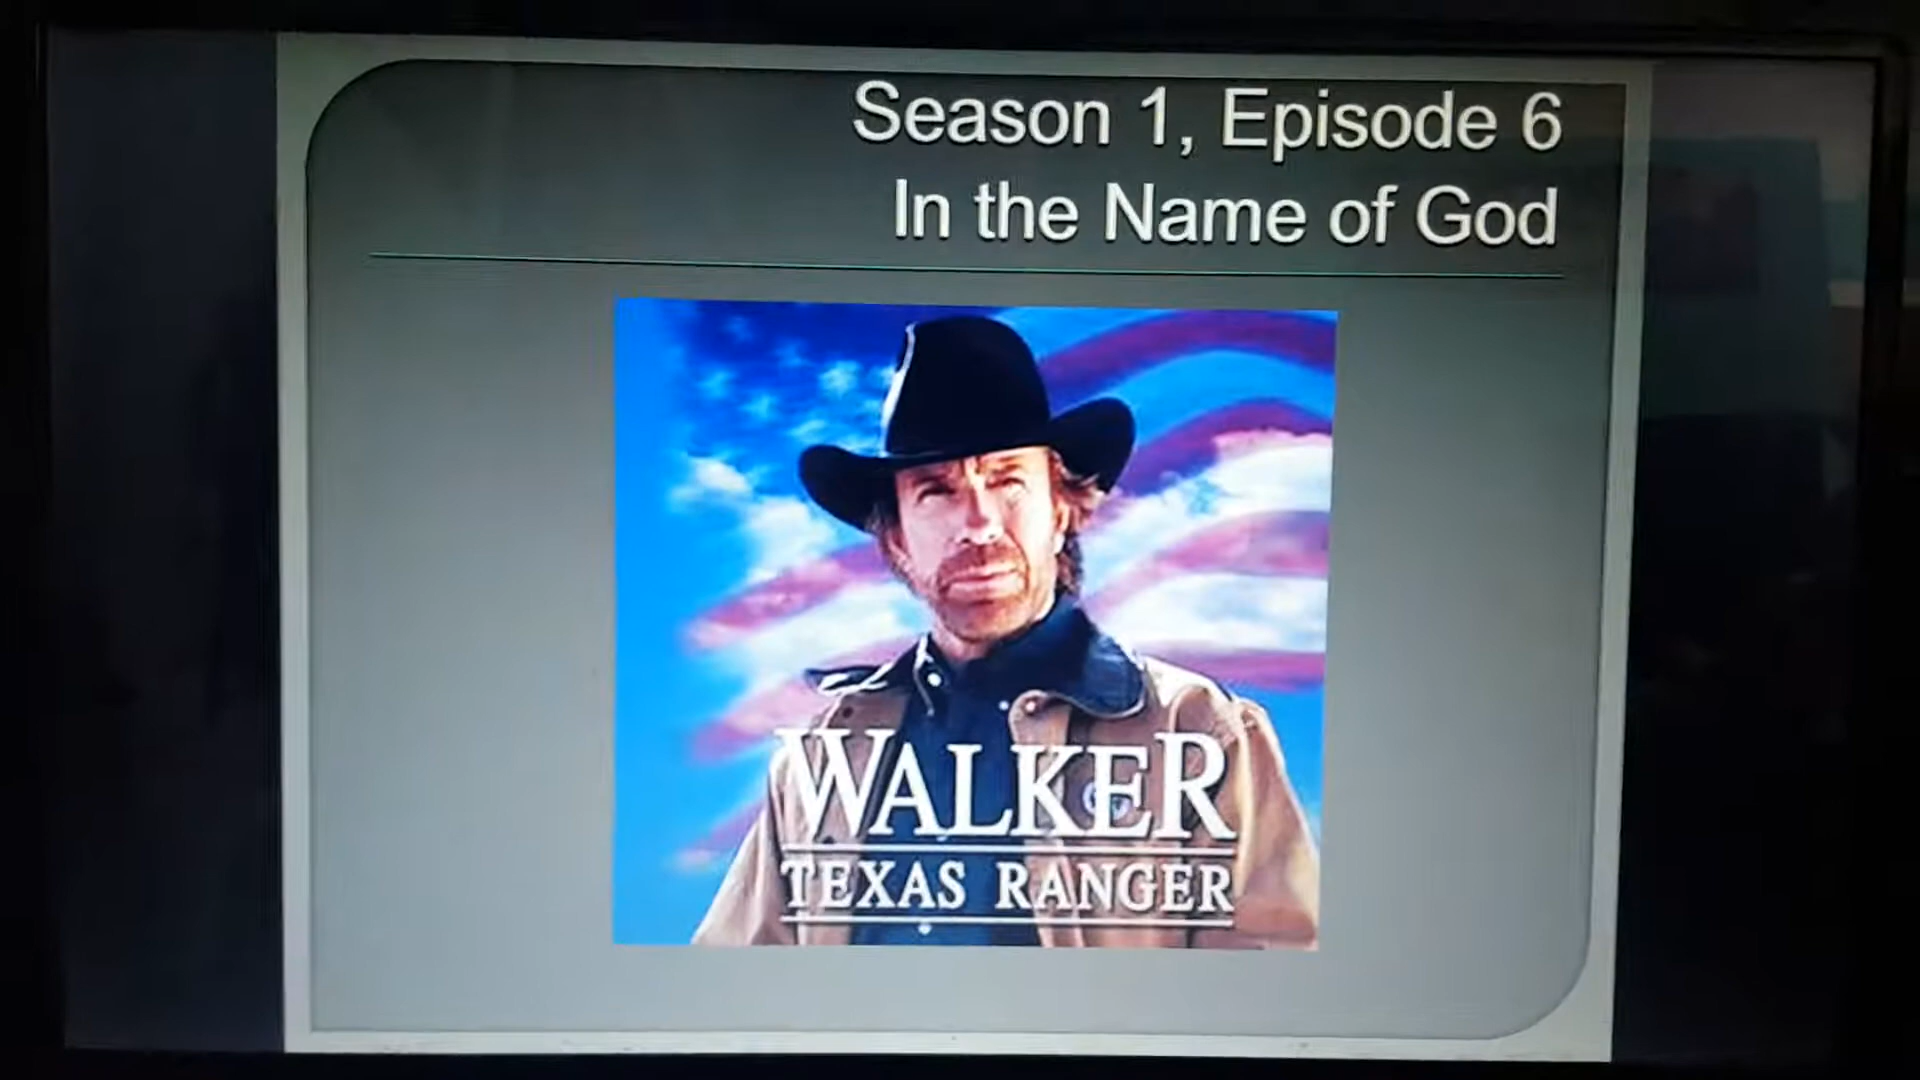 Season 1, Episode 6
In the Name of God
WALKER
TEXAS RANGER